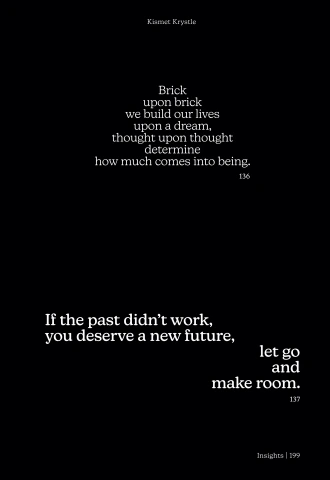 Kismet Krystle
Brick
upon brick
we build our lives
upon a dream,
thought upon thought
determine
how much comes into being.
136
If the past didn't work,
you deserve a new future,
let go
and
make room.
137
Insights | 199